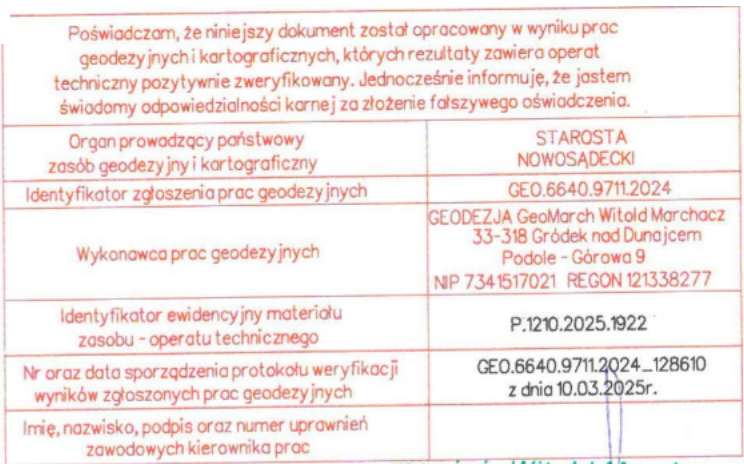 Poświadczam, że niniejszy dokument został opracowany w wyniku prac
geodezyjnych i kartograficznych, których rezultaty zawiera operat
techniczny pozytywnie zweryfikowany. Jednocześnie informuję, że jastem
świadomy odpowiedzialności karnej za złożenie fałszywego oświadczenia.
Organ prowadzący państwowy
zasób geodezyjny i kartograficzny
STAROSTA
NOWOSĄDECKI
Identyfikator zgłoszenia prac geodezyjnych
GEO.6640.9711.2024
Wykonawca prac geodezyjnych
GEODEZJA GeoMarch Witold Marchacz
33-318 Gródek nad Dunajcem
Podole - Górowa 9
NIP 7341517021 REGON 121338277
Identyfikator ewidencyjny materiału
zasobu - operatu technicznego
P.1210.2025.1922
Nr oraz data sporządzenia protokołu weryfikacji
wyników zgłoszonych prac geodezyjnych
GEO.6640.9711.2024_128610
z dnia 10.03.2025r.
Imię, nazwisko, podpis oraz numer uprawnień
zawodowych kierownika prac